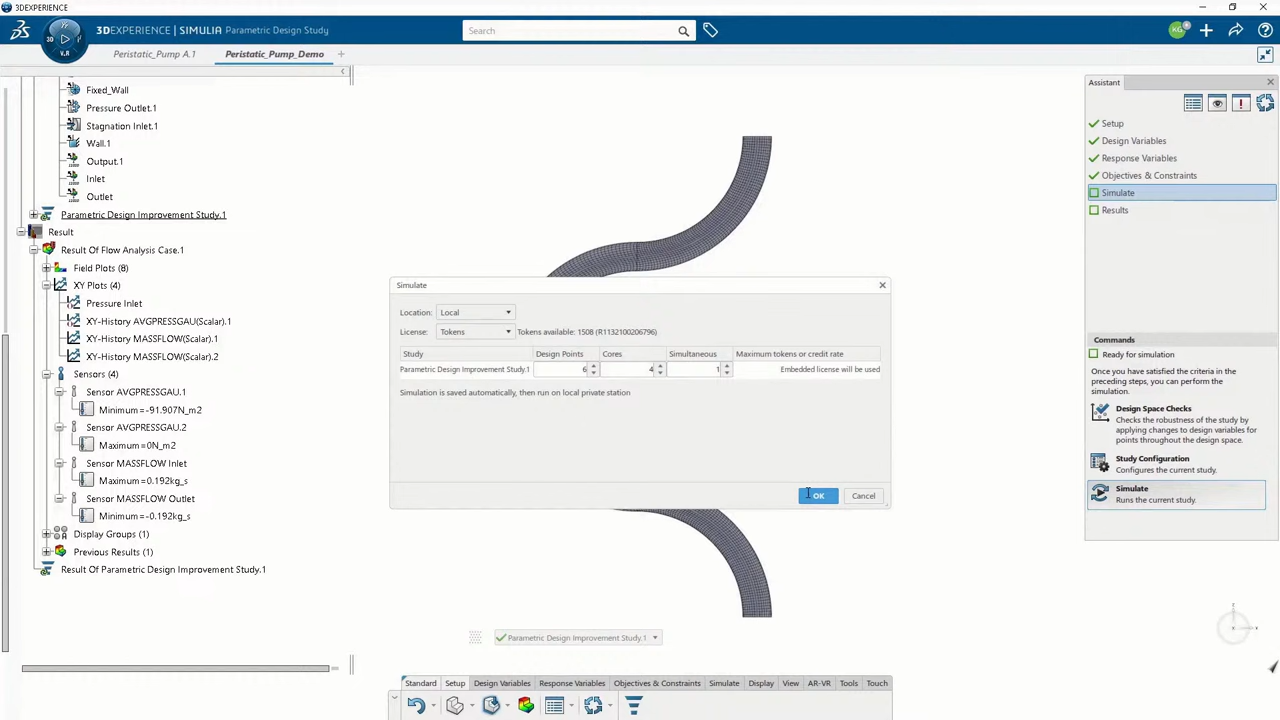 3DEXPERIENCE
3DEXPERIENCE | SIMULIA Parametric Design Study
3D
V.R
Search
KG
Peristatic_Pump A.1
Peristatic_Pump_Demo
Fixed_Wall
Pressure Outlet.1
Stagnation Inlet.1
Wall.1
Output.1
Inlet
Outlet
Parametric Design Improvement Study.1
Result
Result Of Flow Analysis Case.1
Field Plots (8)
XY Plots (4)
Pressure Inlet
XY-History AVGPRESSGAU(Scalar).1
XY-History MASSFLOW(Scalar).1
XY-History MASSFLOW(Scalar).2
Sensors (4)
Sensor AVGPRESSGAU.1
Minimum=-91.907N_m2
Sensor AVGPRESSGAU.2
Maximum=0N_m2
Sensor MASSFLOW Inlet
Maximum=0.192kg_s
Sensor MASSFLOW Outlet
Minimum=-0.192kg_s
Display Groups (1)
Previous Results (1)
Result Of Parametric Design Improvement Study.1
Simulate
Location: Local
License: Tokens Tokens available: 1508 (R1132100206796)
Study Design Points Cores Simultaneous Maximum tokens or credit rate
Parametric Design Improvement Study.1 6 4 1 Embedded license will be used
Simulation is saved automatically, then run on local private station
OK Cancel
Parametric Design Improvement Study.1
Standard Setup Design Variables Response Variables Objectives & Constraints Simulate Display View AR-VR Tools Touch
Assistant
Setup
Design Variables
Response Variables
Objectives & Constraints
Simulate
Results
Commands
Ready for simulation
Once you have satisfied the criteria in the
preceding steps, you can perform the
simulation.
Design Space Checks
Checks the robustness of the study by
applying changes to design variables for
points throughout the design space.
Study Configuration
Configures the current study.
Simulate
Runs the current study.